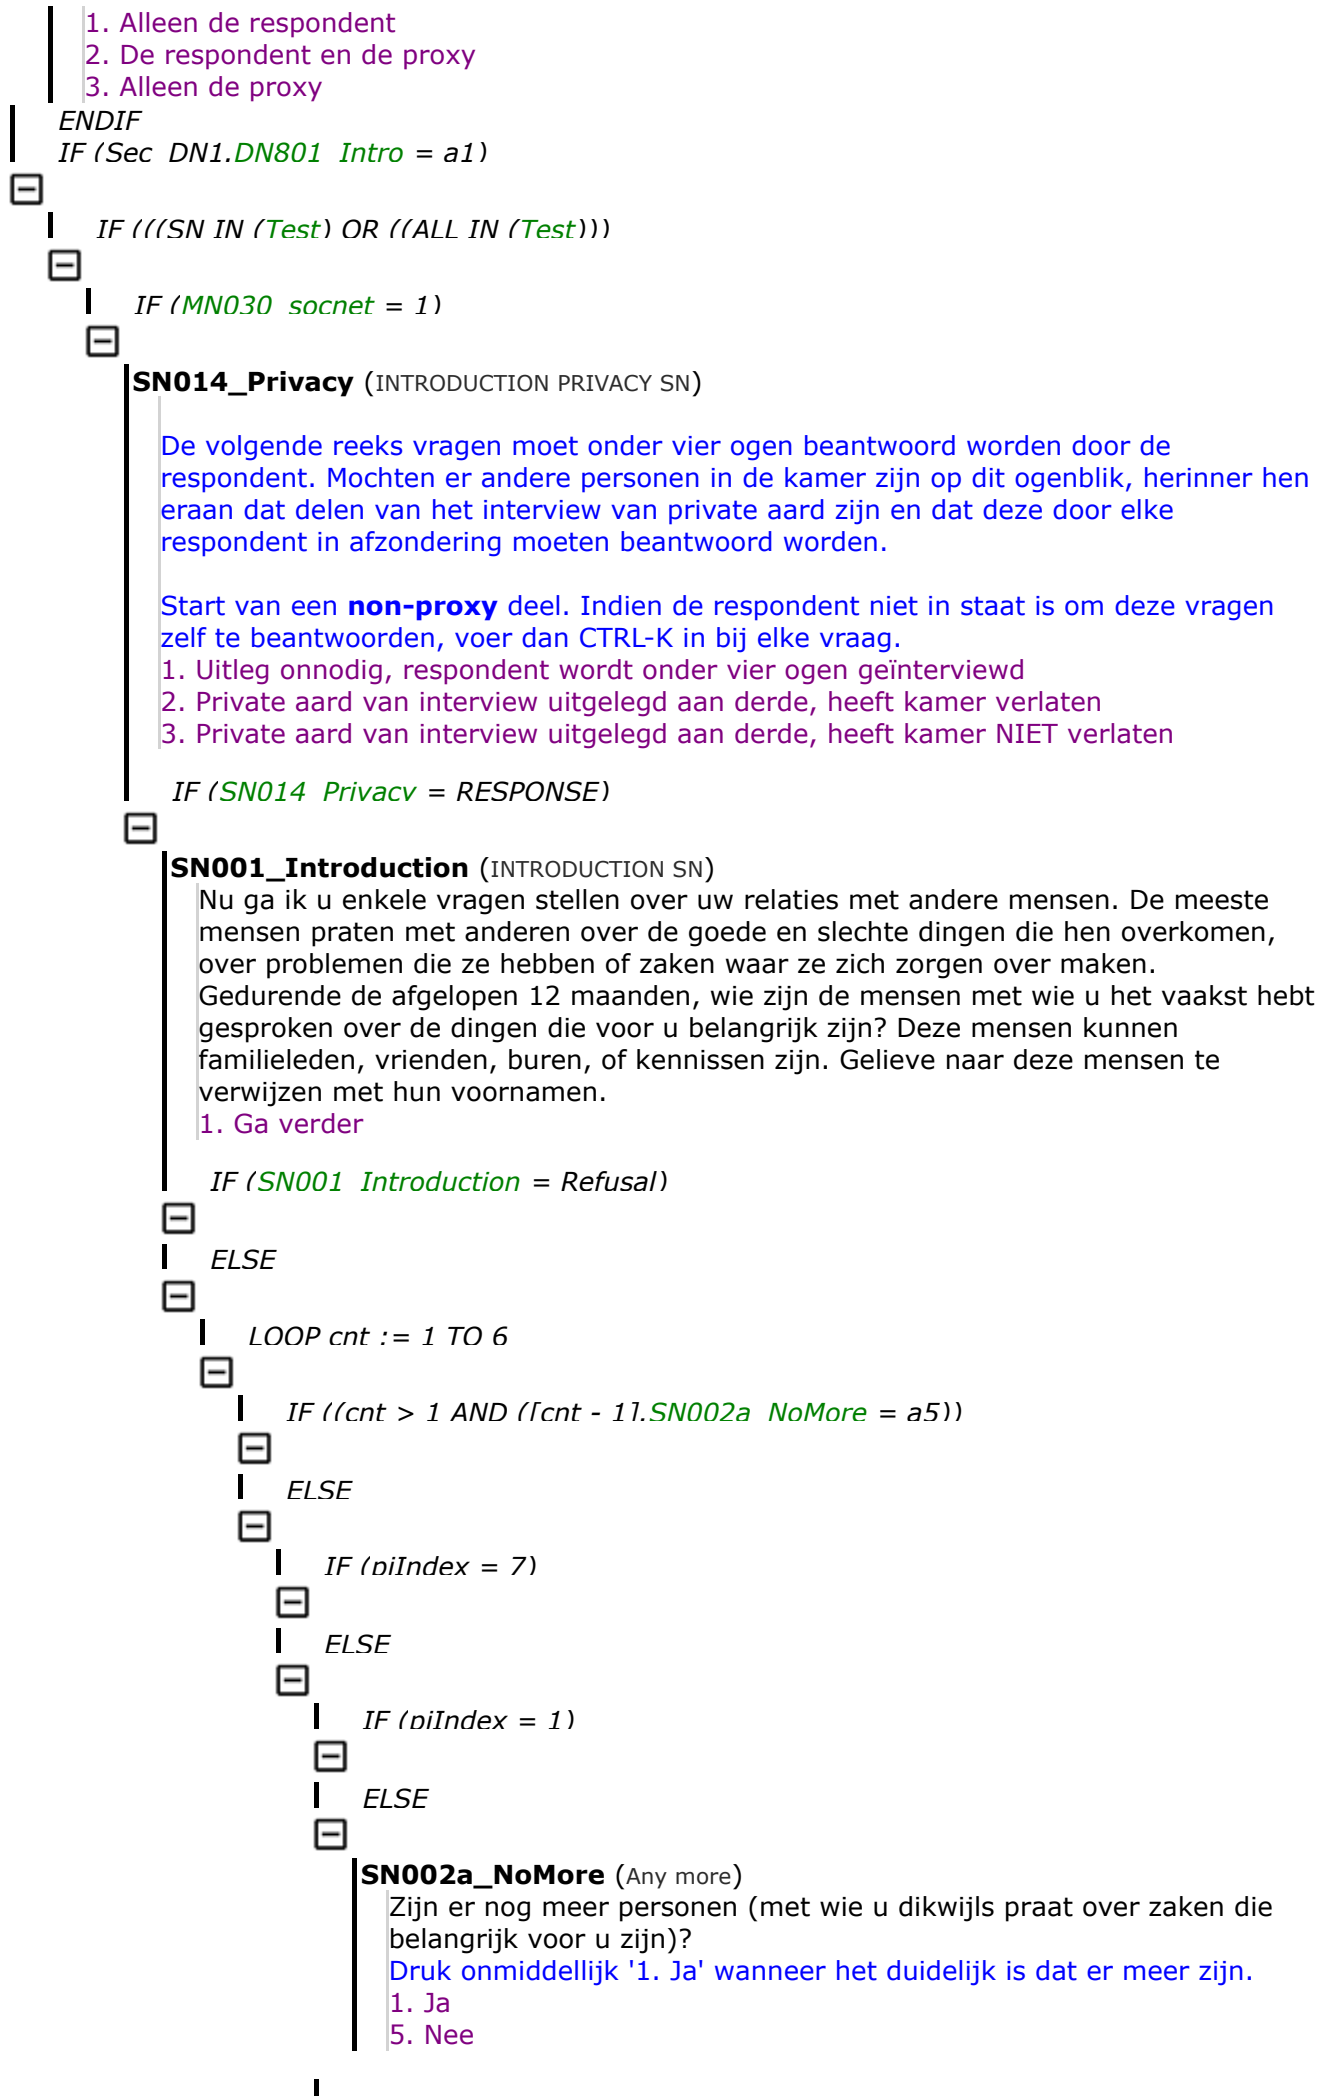 1. Alleen de respondent
2. De respondent en de proxy
3. Alleen de proxy
ENDIF
IF (Sec_DN1.DN801_Intro = a1)
IF (((SN IN (Test) OR ((ALL IN (Test)))
IF (MN030_socnet = 1)
SN014_Privacy (INTRODUCTION PRIVACY SN)
De volgende reeks vragen moet onder vier ogen beantwoord worden door de
respondent. Mochten er andere personen in de kamer zijn op dit ogenblik, herinner hen
eraan dat delen van het interview van private aard zijn en dat deze door elke
respondent in afzondering moeten beantwoord worden.
Start van een non-proxy deel. Indien de respondent niet in staat is om deze vragen
zelf te beantwoorden, voer dan CTRL-K in bij elke vraag.
1. Uitleg onnodig, respondent wordt onder vier ogen geïnterviewd
2. Private aard van interview uitgelegd aan derde, heeft kamer verlaten
3. Private aard van interview uitgelegd aan derde, heeft kamer NIET verlaten
IF (SN014_Privacy = RESPONSE)
SN001_Introduction (INTRODUCTION SN)
Nu ga ik u enkele vragen stellen over uw relaties met andere mensen. De meeste
mensen praten met anderen over de goede en slechte dingen die hen overkomen,
over problemen die ze hebben of zaken waar ze zich zorgen over maken.
Gedurende de afgelopen 12 maanden, wie zijn de mensen met wie u het vaakst hebt
gesproken over de dingen die voor u belangrijk zijn? Deze mensen kunnen
familieleden, vrienden, buren, of kennissen zijn. Gelieve naar deze mensen te
verwijzen met hun voornamen.
1. Ga verder
IF (SN001_Introduction = Refusal)
ELSE
LOOP cnt := 1 TO 6
IF ((cnt > 1 AND ([cnt - 1].SN002a_NoMore = a5))
ELSE
IF (piIndex = 7)
ELSE
IF (piIndex = 1)
ELSE
SN002a_NoMore (Any more)
Zijn er nog meer personen (met wie u dikwijls praat over zaken die
belangrijk voor u zijn)?
Druk onmiddellijk '1. Ja' wanneer het duidelijk is dat er meer zijn.
1. Ja
5. Nee